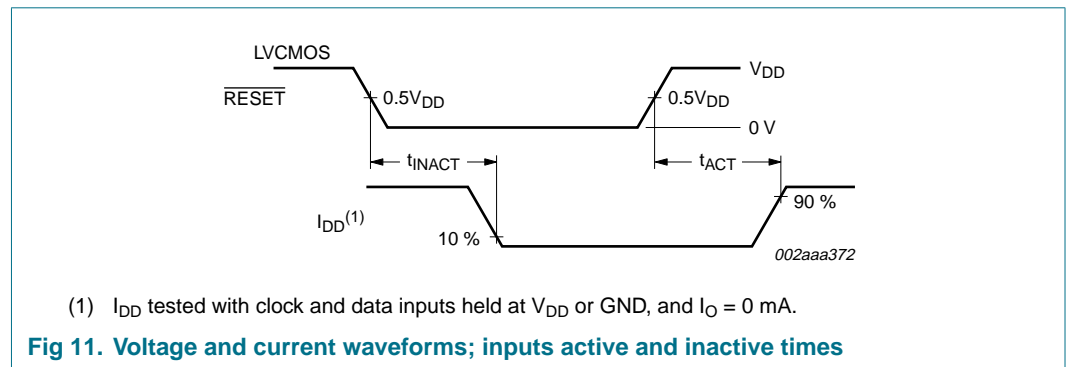 LVCMOS
RESET
0.5VDD
0.5VDD
VDD
0 V
tINACT
tACT
IDD(1)
10 %
90 %
002aaa372
(1) IDD tested with clock and data inputs held at VDD or GND, and IO = 0 mA.
Fig 11. Voltage and current waveforms; inputs active and inactive times